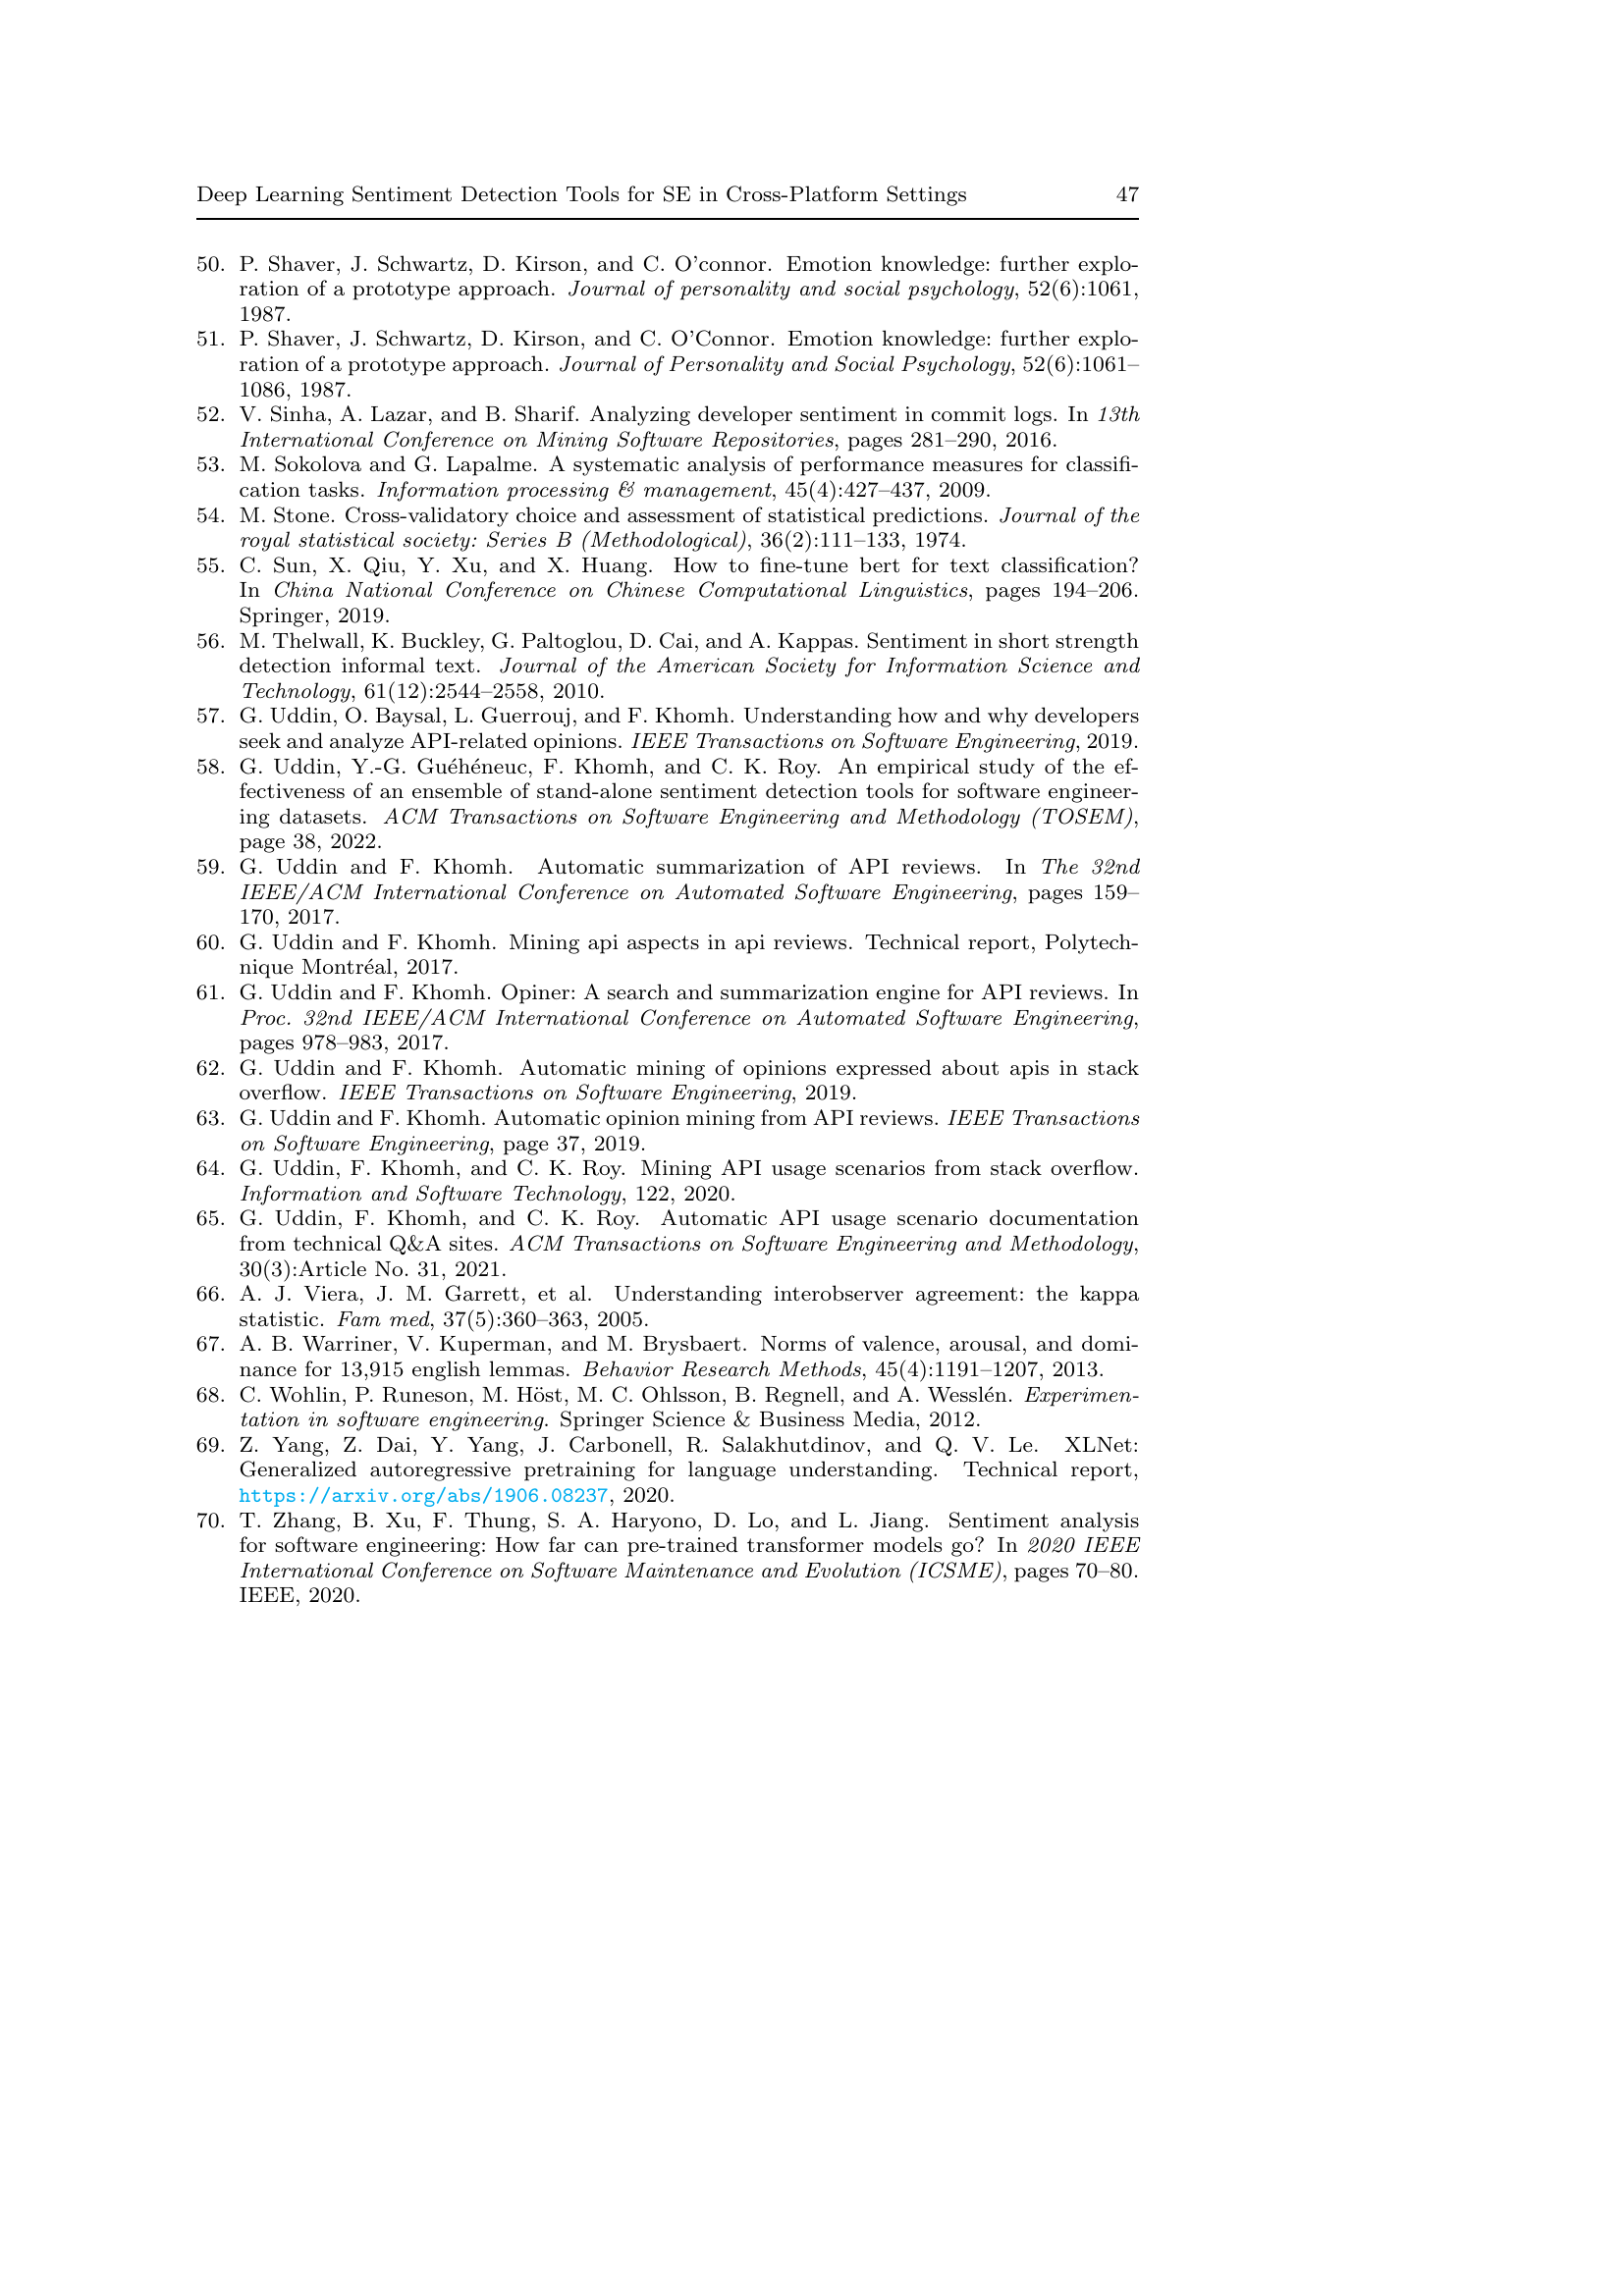 Deep Learning Sentiment Detection Tools for SE in Cross-Platform Settings 47
50. P. Shaver, J. Schwartz, D. Kirson, and C. O'connor. Emotion knowledge: further explo-
ration of a prototype approach. Journal of personality and social psychology, 52(6):1061,
1987.
51. P. Shaver, J. Schwartz, D. Kirson, and C. O'Connor. Emotion knowledge: further explo-
ration of a prototype approach. Journal of Personality and Social Psychology, 52(6):1061–
1086, 1987.
52. V. Sinha, A. Lazar, and B. Sharif. Analyzing developer sentiment in commit logs. In 13th
International Conference on Mining Software Repositories, pages 281–290, 2016.
53. M. Sokolova and G. Lapalme. A systematic analysis of performance measures for classifi-
cation tasks. Information processing & management, 45(4):427–437, 2009.
54. M. Stone. Cross-validatory choice and assessment of statistical predictions. Journal of the
royal statistical society: Series B (Methodological), 36(2):111–133, 1974.
55. C. Sun, X. Qiu, Y. Xu, and X. Huang. How to fine-tune bert for text classification?
In China National Conference on Chinese Computational Linguistics, pages 194–206.
Springer, 2019.
56. M. Thelwall, K. Buckley, G. Paltoglou, D. Cai, and A. Kappas. Sentiment in short strength
detection informal text. Journal of the American Society for Information Science and
Technology, 61(12):2544–2558, 2010.
57. G. Uddin, O. Baysal, L. Guerrouj, and F. Khomh. Understanding how and why developers
seek and analyze API-related opinions. IEEE Transactions on Software Engineering, 2019.
58. G. Uddin, Y.-G. Guéhéneuc, F. Khomh, and C. K. Roy. An empirical study of the ef-
fectiveness of an ensemble of stand-alone sentiment detection tools for software engineer-
ing datasets. ACM Transactions on Software Engineering and Methodology (TOSEM),
page 38, 2022.
59. G. Uddin and F. Khomh. Automatic summarization of API reviews. In The 32nd
IEEE/ACM International Conference on Automated Software Engineering, pages 159–
170, 2017.
60. G. Uddin and F. Khomh. Mining api aspects in api reviews. Technical report, Polytech-
nique Montréal, 2017.
61. G. Uddin and F. Khomh. Opiner: A search and summarization engine for API reviews. In
Proc. 32nd IEEE/ACM International Conference on Automated Software Engineering,
pages 978–983, 2017.
62. G. Uddin and F. Khomh. Automatic mining of opinions expressed about apis in stack
overflow. IEEE Transactions on Software Engineering, 2019.
63. G. Uddin and F. Khomh. Automatic opinion mining from API reviews. IEEE Transactions
on Software Engineering, page 37, 2019.
64. G. Uddin, F. Khomh, and C. K. Roy. Mining API usage scenarios from stack overflow.
Information and Software Technology, 122, 2020.
65. G. Uddin, F. Khomh, and C. K. Roy. Automatic API usage scenario documentation
from technical Q&A sites. ACM Transactions on Software Engineering and Methodology,
30(3):Article No. 31, 2021.
66. A. J. Viera, J. M. Garrett, et al. Understanding interobserver agreement: the kappa
statistic. Fam med, 37(5):360–363, 2005.
67. A. B. Warriner, V. Kuperman, and M. Brysbaert. Norms of valence, arousal, and domi-
nance for 13,915 english lemmas. Behavior Research Methods, 45(4):1191–1207, 2013.
68. C. Wohlin, P. Runeson, M. Höst, M. C. Ohlsson, B. Regnell, and A. Wesslén. Experimen-
tation in software engineering. Springer Science & Business Media, 2012.
69. Z. Yang, Z. Dai, Y. Yang, J. Carbonell, R. Salakhutdinov, and Q. V. Le. XLNet:
Generalized autoregressive pretraining for language understanding. Technical report,
https://arxiv.org/abs/1906.08237, 2020.
70. T. Zhang, B. Xu, F. Thung, S. A. Haryono, D. Lo, and L. Jiang. Sentiment analysis
for software engineering: How far can pre-trained transformer models go? In 2020 IEEE
International Conference on Software Maintenance and Evolution (ICSME), pages 70–80.
IEEE, 2020.